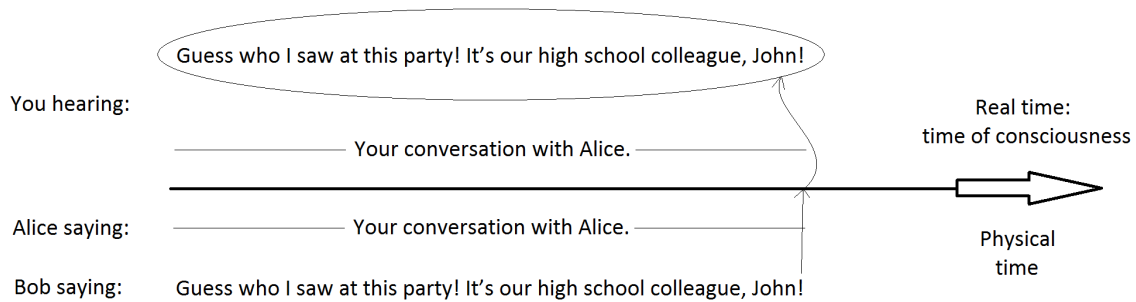 Guess who I saw at this party! It’s our high school colleague, John!
You hearing:
Your conversation with Alice.
Real time:
time of consciousness
Alice saying:
Your conversation with Alice.
Physical
time
Bob saying:
Guess who I saw at this party! It’s our high school colleague, John!